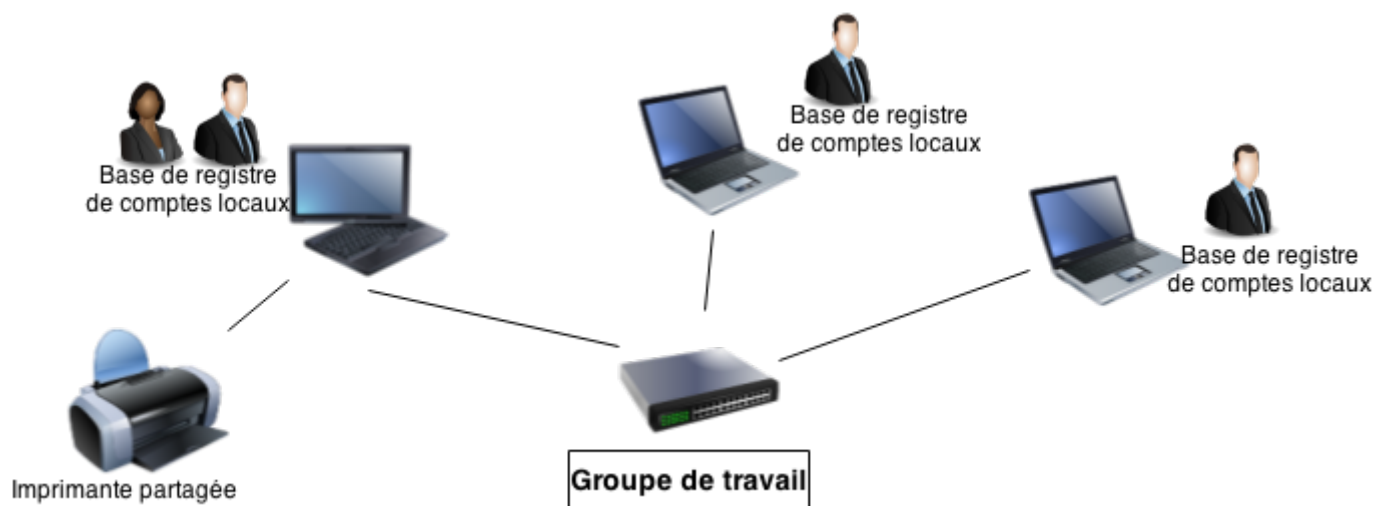 Base de registre
de comptes locaux
Base de registre
de comptes locaux
Base de registre
de comptes locaux
Imprimante partagée
Groupe de travail